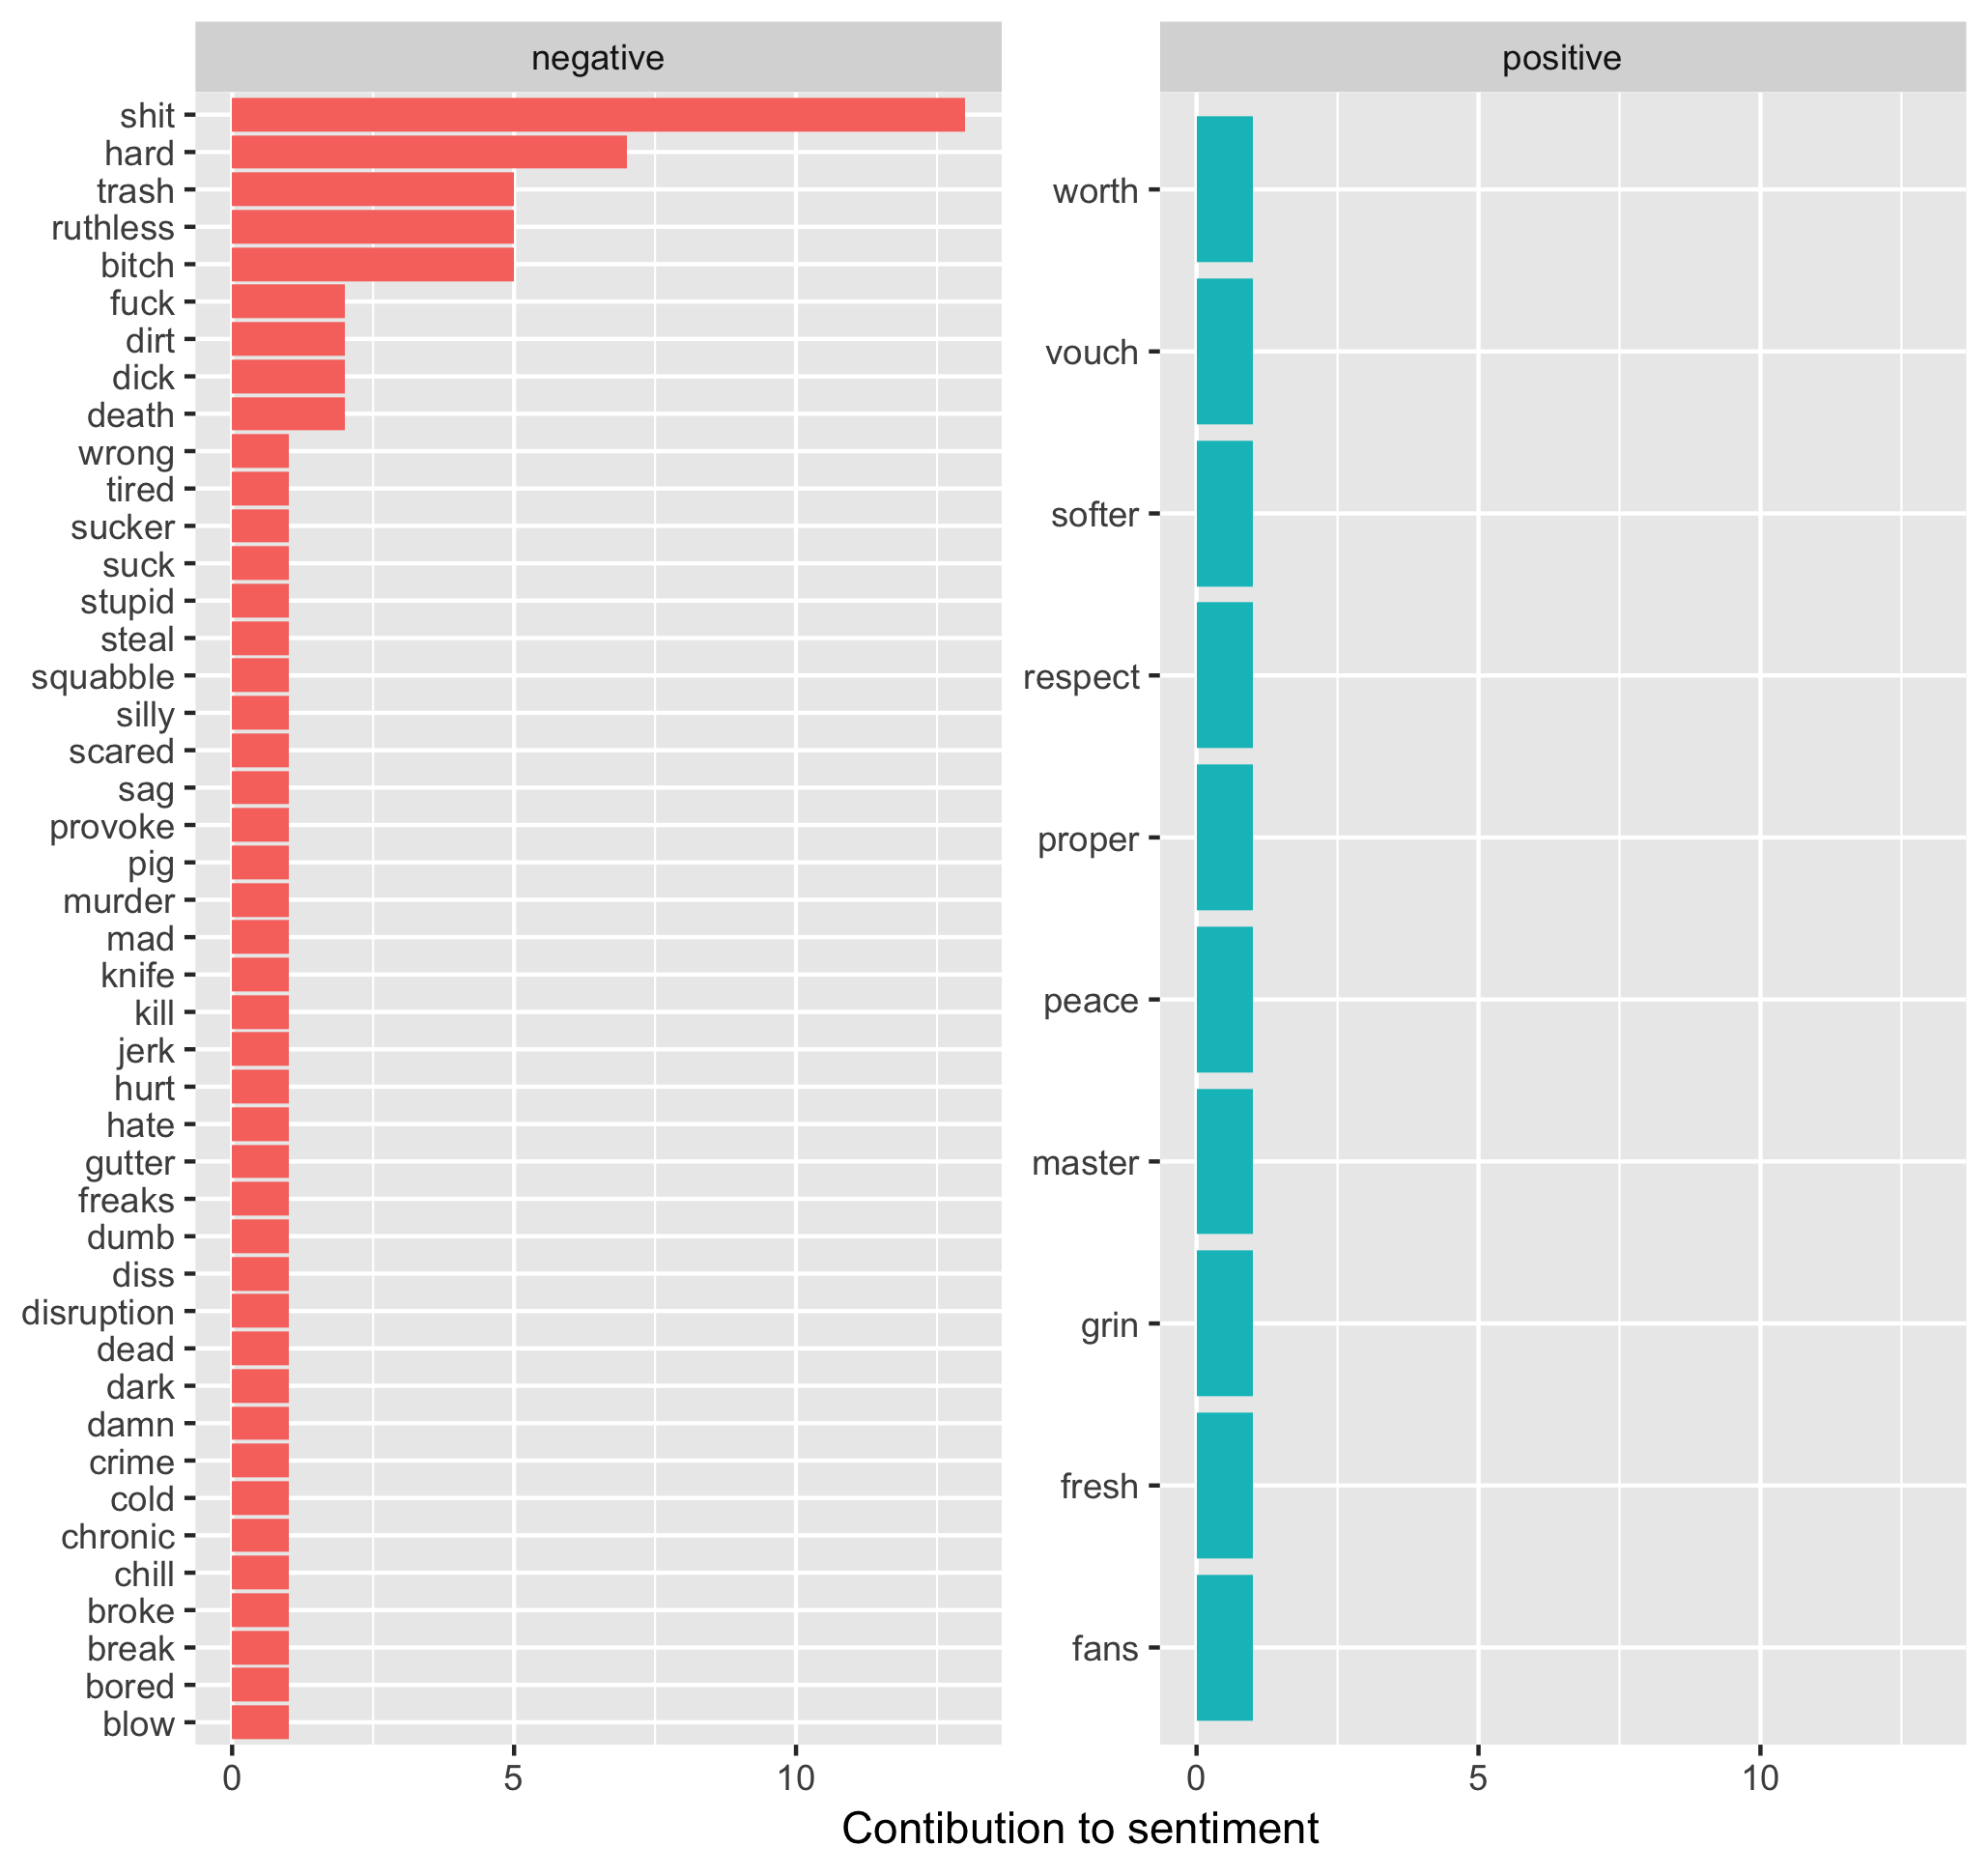 negative
shit
hard
trash
ruthless
bitch
fuck
dirt
dick
death
wrong
tired
sucker
suck
stupid
steal
squabble
silly
scared
sag
provoke
pig
murder
mad
knife
kill
jerk
hurt
hate
gutter
freaks
dumb
diss
disruption
dead
dark
damn
crime
cold
chronic
chill
broke
break
bored
blow
0 5 10
positive
worth
vouch
softer
respect
proper
peace
master
grin
fresh
fans
0 5 10
Contibution to sentiment